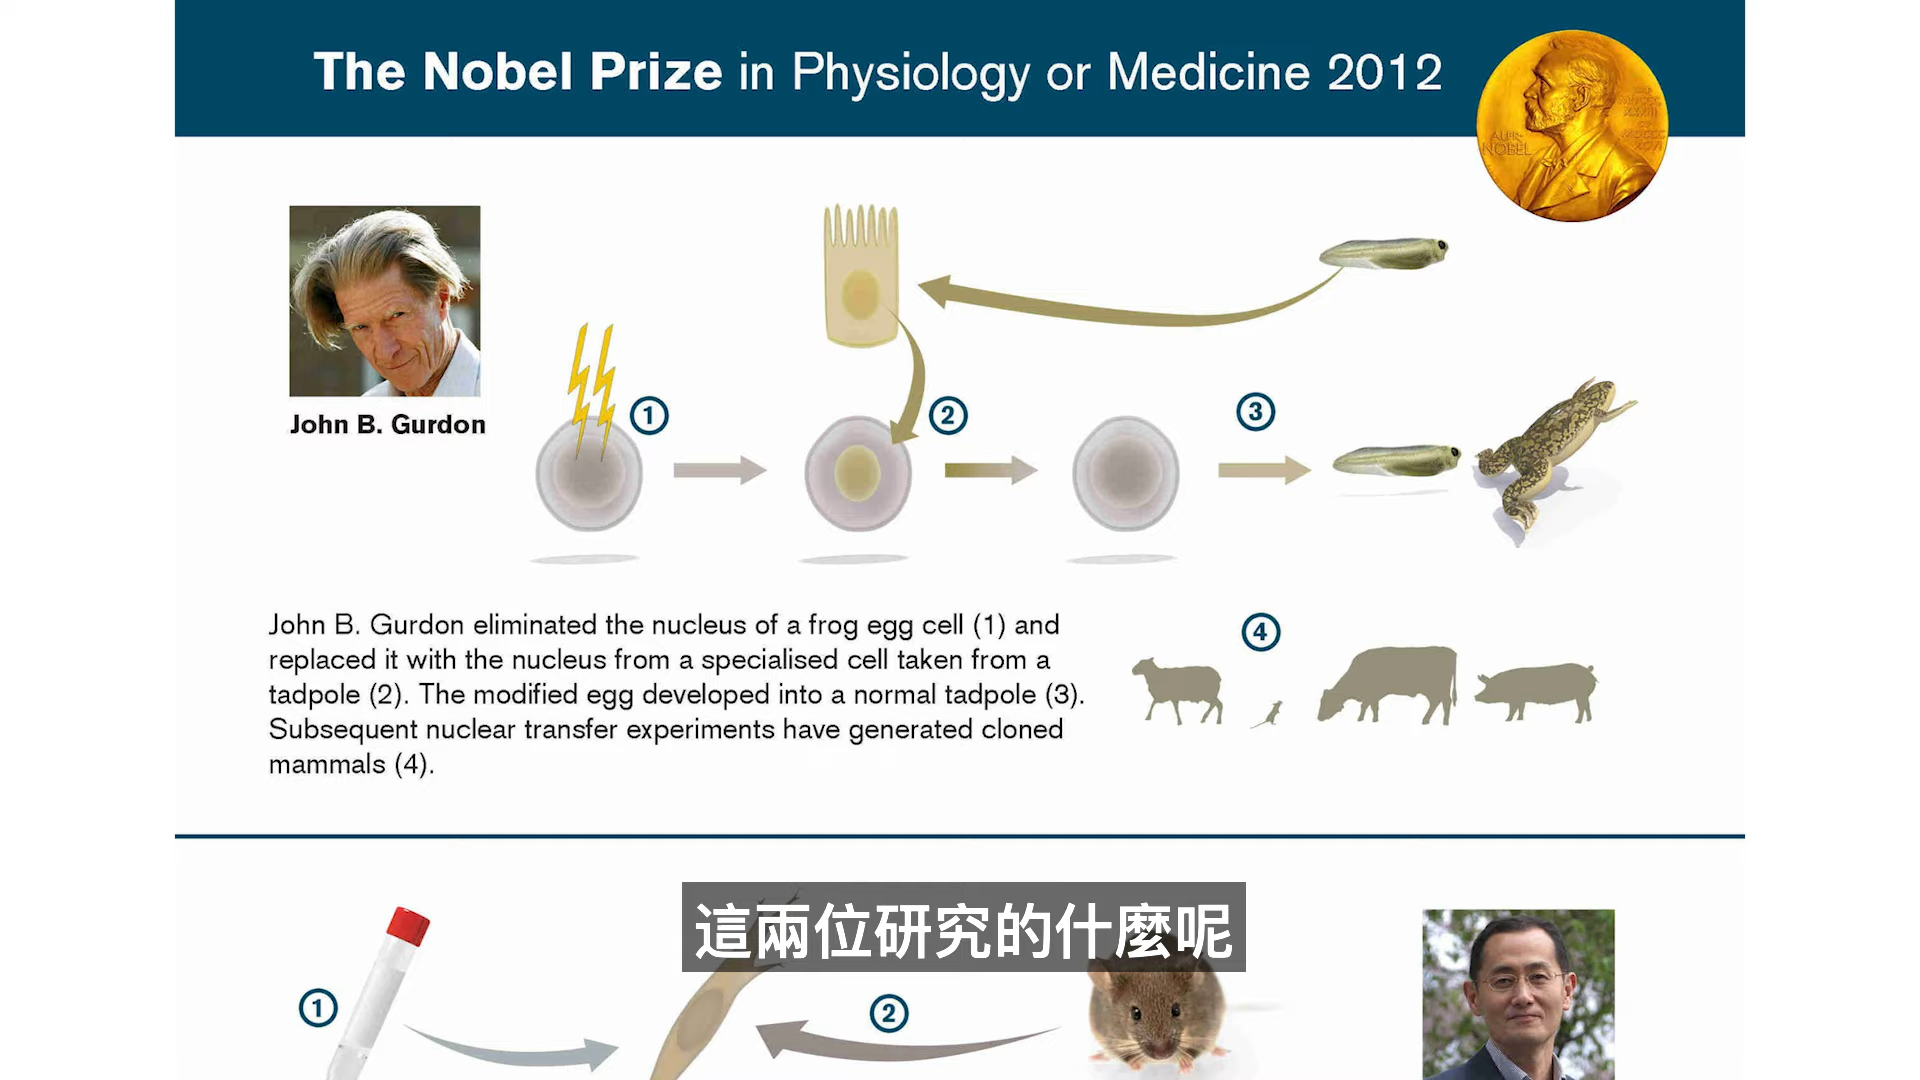 The Nobel Prize in Physiology or Medicine 2012
ALFR.
NOBEL
John B. Gurdon
1
2
3
John B. Gurdon eliminated the nucleus of a frog egg cell (1) and
replaced it with the nucleus from a specialised cell taken from a
tadpole (2). The modified egg developed into a normal tadpole (3).
Subsequent nuclear transfer experiments have generated cloned
mammals (4).
4
這兩位研究的什麼呢
1
2